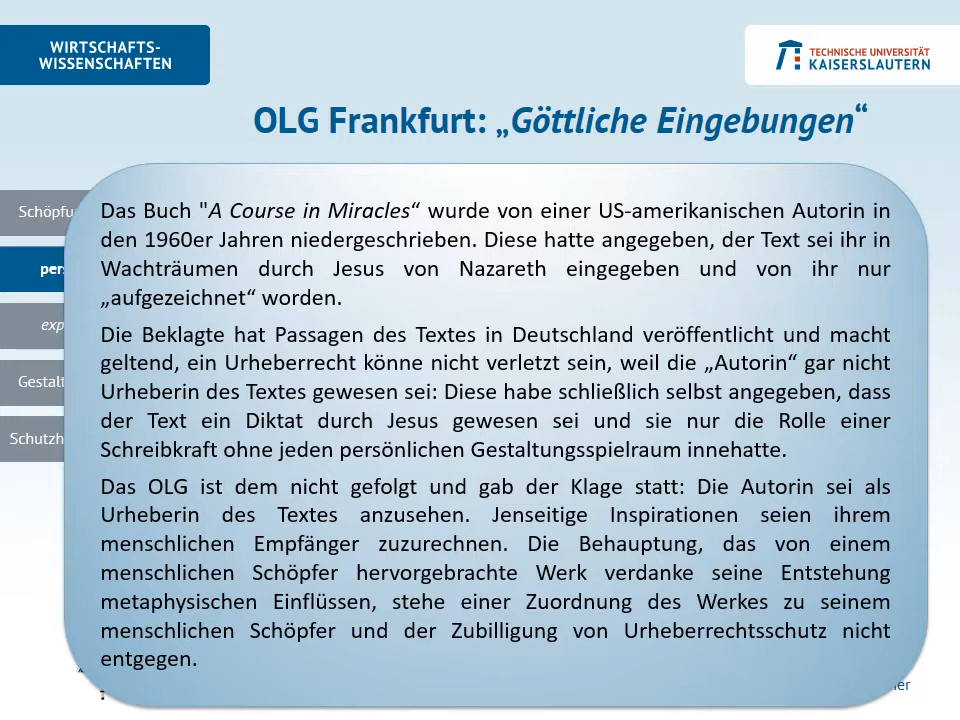 WIRTSCHAFTS-
WISSENSCHAFTEN
TECHNISCHE UNIVERSITÄT
KAISERSLAUTERN
OLG Frankfurt: „Göttliche Eingebungen“
Das Buch "A Course in Miracles“ wurde von einer US-amerikanischen Autorin in
den 1960er Jahren niedergeschrieben. Diese hatte angegeben, der Text sei ihr in
Wachträumen durch Jesus von Nazareth eingegeben und von ihr nur
„aufgezeichnet“ worden.
Die Beklagte hat Passagen des Textes in Deutschland veröffentlicht und macht
geltend, ein Urheberrecht könne nicht verletzt sein, weil die „Autorin“ gar nicht
Urheberin des Textes gewesen sei: Diese habe schließlich selbst angegeben, dass
der Text ein Diktat durch Jesus gewesen sei und sie nur die Rolle einer
Schreibkraft ohne jeden persönlichen Gestaltungsspielraum innehatte.
Das OLG ist dem nicht gefolgt und gab der Klage statt: Die Autorin sei als
Urheberin des Textes anzusehen. Jenseitige Inspirationen seien ihrem
menschlichen Empfänger zuzurechnen. Die Behauptung, das von einem
menschlichen Schöpfer hervorgebrachte Werk verdanke seine Entstehung
metaphysischen Einflüssen, stehe einer Zuordnung des Werkes zu seinem
menschlichen Schöpfer und der Zubilligung von Urheberrechtsschutz nicht
entgegen.